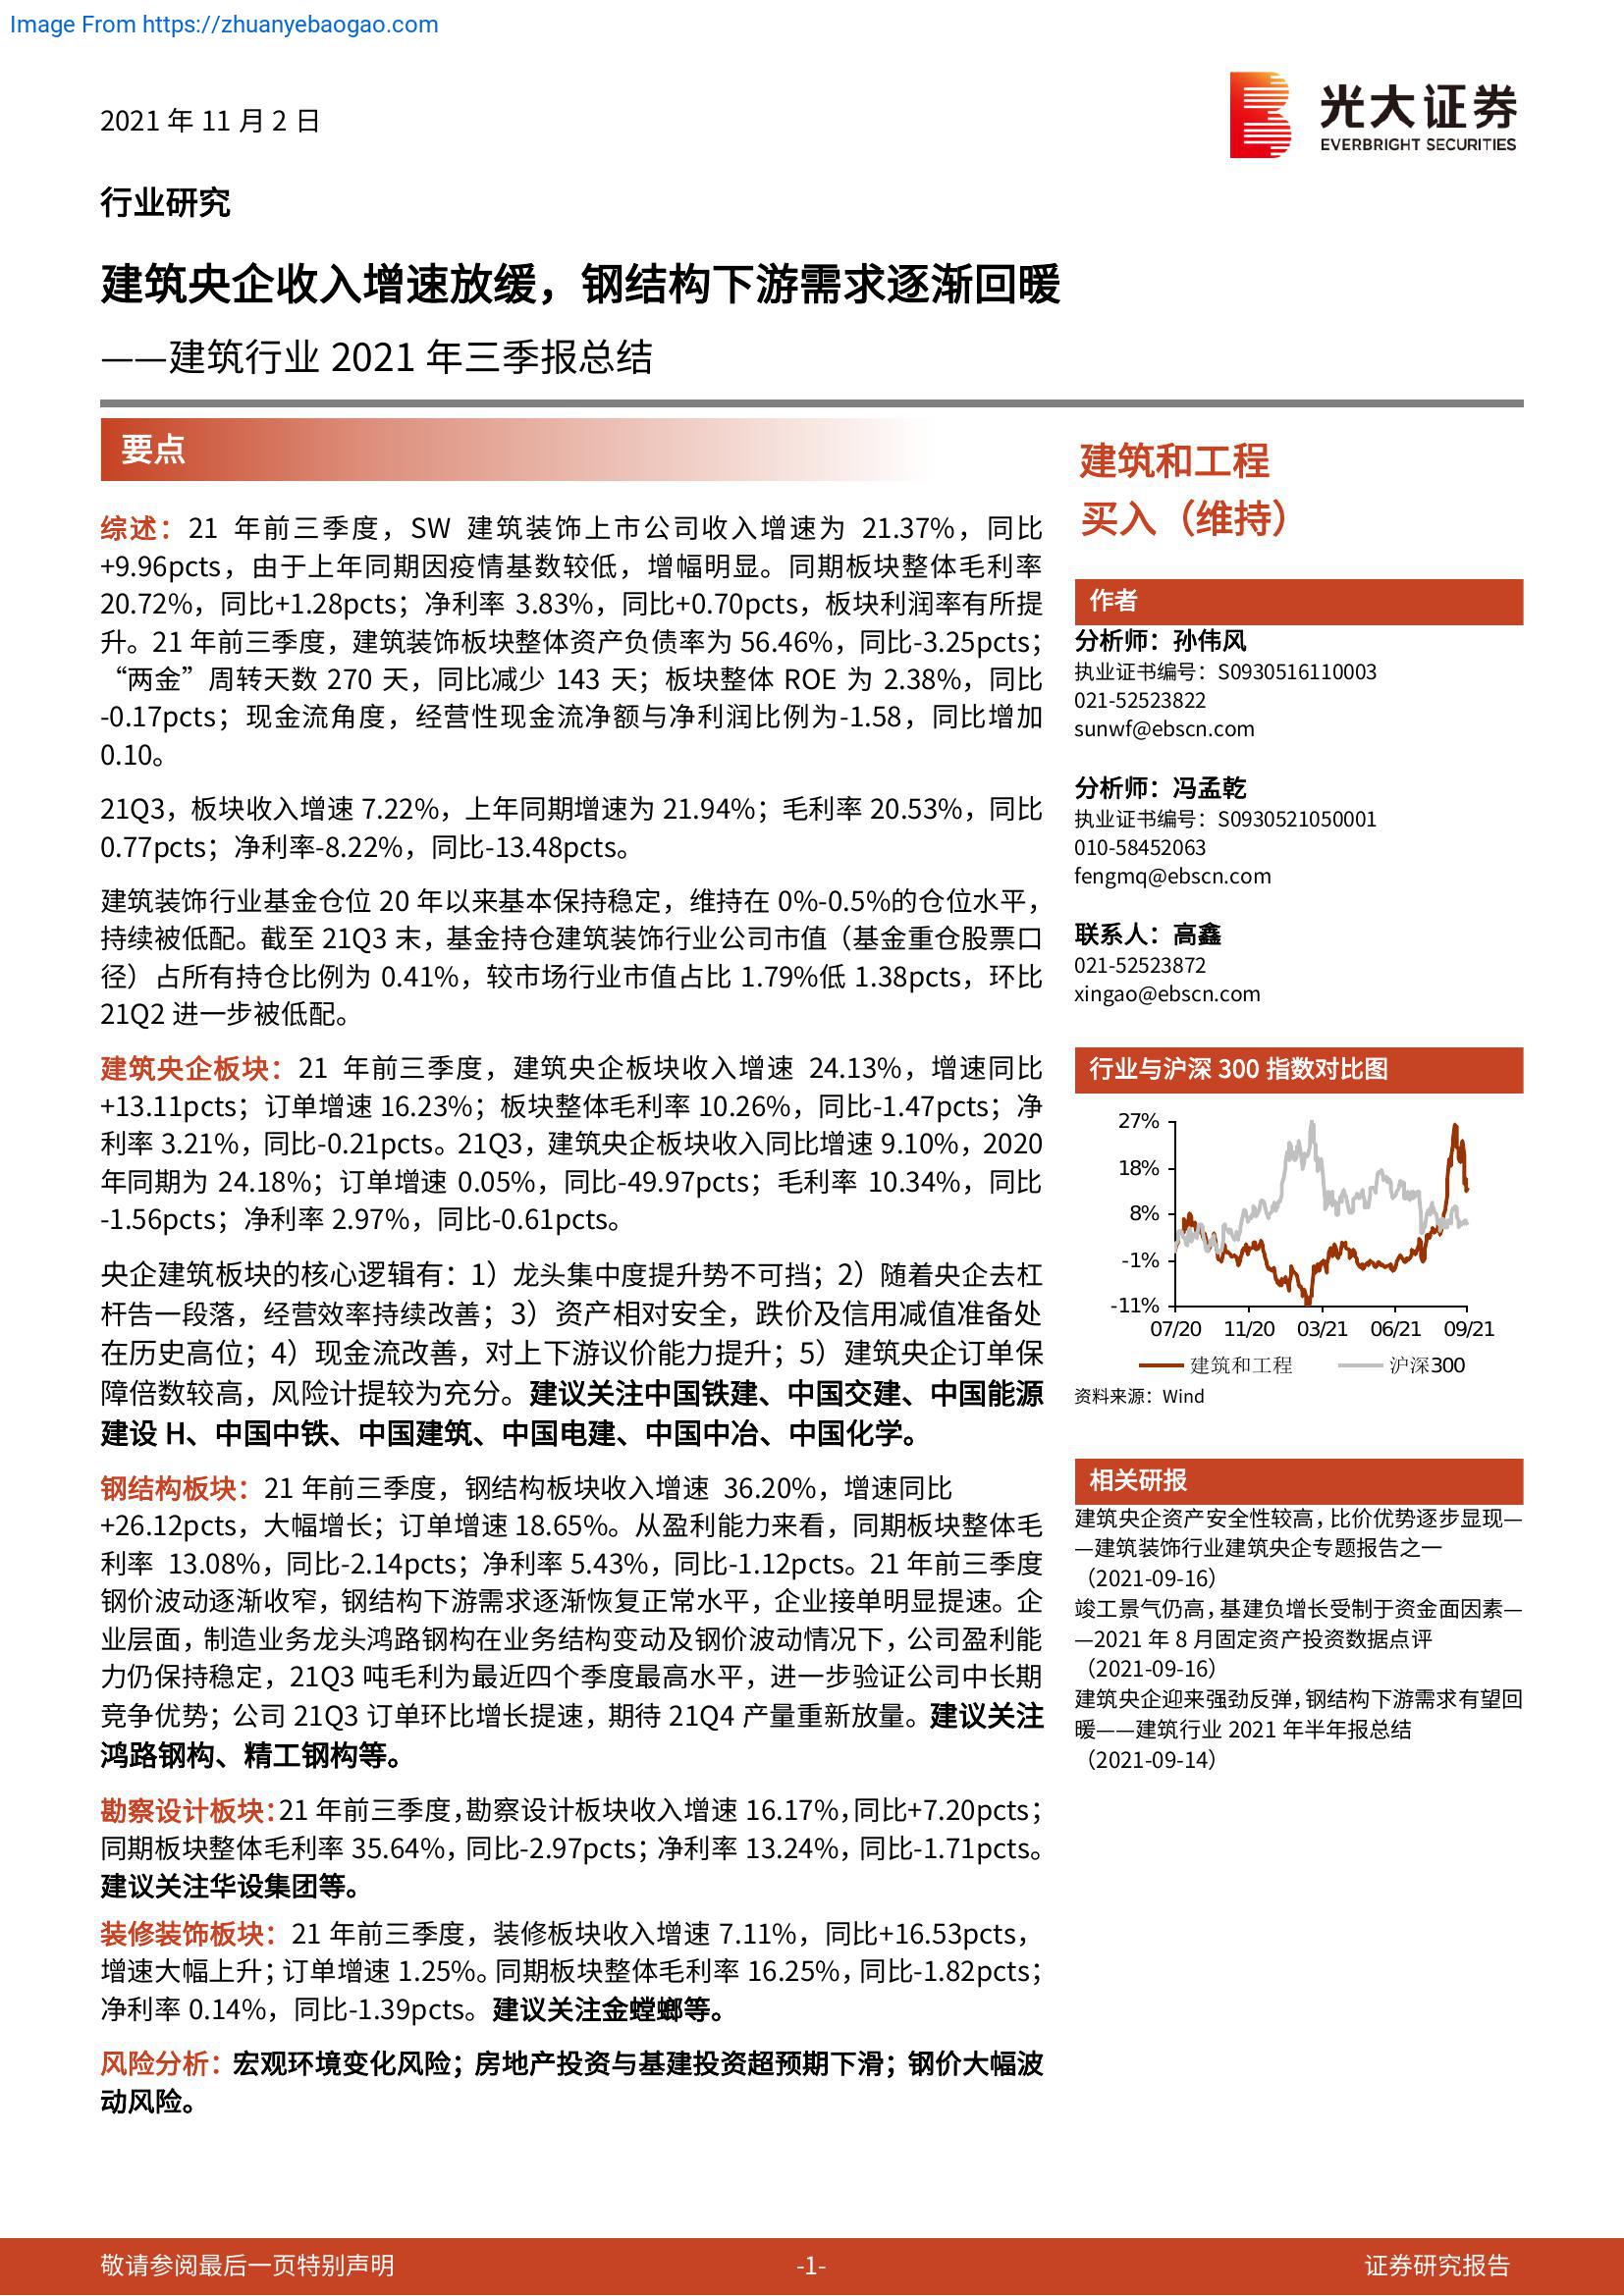 Image From https://zhuanyebaogao.com
2021 年 11 月 2 日
光大证券
EVERBRIGHT SECURITIES
行业研究
建筑央企收入增速放缓，钢结构下游需求逐渐回暖
——建筑行业 2021 年三季报总结
要点
综述：21 年前三季度，SW 建筑装饰上市公司收入增速为 21.37%，同比
+9.96pcts，由于上年同期因疫情基数较低，增幅明显。同期板块整体毛利率
20.72%，同比+1.28pcts；净利率 3.83%，同比+0.70pcts，板块利润率有所提
升。21 年前三季度，建筑装饰板块整体资产负债率为 56.46%，同比-3.25pcts；
“两金”周转天数 270 天，同比减少 143 天；板块整体 ROE 为 2.38%，同比
-0.17pcts；现金流角度，经营性现金流净额与净利润比例为-1.58，同比增加
0.10。
21Q3，板块收入增速 7.22%，上年同期增速为 21.94%；毛利率 20.53%，同比
0.77pcts；净利率-8.22%，同比-13.48pcts。
建筑装饰行业基金仓位 20 年以来基本保持稳定，维持在 0%-0.5%的仓位水平，
持续被低配。截至 21Q3 末，基金持仓建筑装饰行业公司市值（基金重仓股票口
径）占所有持仓比例为 0.41%，较市场行业市值占比 1.79%低 1.38pcts，环比
21Q2 进一步被低配。
建筑央企板块：21 年前三季度，建筑央企板块收入增速 24.13%，增速同比
+13.11pcts；订单增速 16.23%；板块整体毛利率 10.26%，同比-1.47pcts；净
利率 3.21%，同比-0.21pcts。21Q3，建筑央企板块收入同比增速 9.10%，2020
年同期为 24.18%；订单增速 0.05%，同比-49.97pcts；毛利率 10.34%，同比
-1.56pcts；净利率 2.97%，同比-0.61pcts。
央企建筑板块的核心逻辑有：1）龙头集中度提升势不可挡；2）随着央企去杠
杆告一段落，经营效率持续改善；3）资产相对安全，跌价及信用减值准备处
在历史高位；4）现金流改善，对上下游议价能力提升；5）建筑央企订单保
障倍数较高，风险计提较为充分。建议关注中国铁建、中国交建、中国能源
建设 H、中国中铁、中国建筑、中国电建、中国中冶、中国化学。
钢结构板块：21 年前三季度，钢结构板块收入增速 36.20%，增速同比
+26.12pcts，大幅增长；订单增速 18.65%。从盈利能力来看，同期板块整体毛
利率 13.08%，同比-2.14pcts；净利率 5.43%，同比-1.12pcts。21 年前三季度
钢价波动逐渐收窄，钢结构下游需求逐渐恢复正常水平，企业接单明显提速。企
业层面，制造业务龙头鸿路钢构在业务结构变动及钢价波动情况下，公司盈利能
力仍保持稳定，21Q3 吨毛利为最近四个季度最高水平，进一步验证公司中长期
竞争优势；公司 21Q3 订单环比增长提速，期待 21Q4 产量重新放量。建议关注
鸿路钢构、精工钢构等。
勘察设计板块：21 年前三季度，勘察设计板块收入增速 16.17%，同比+7.20pcts；
同期板块整体毛利率 35.64%，同比-2.97pcts；净利率 13.24%，同比-1.71pcts。
建议关注华设集团等。
装修装饰板块：21 年前三季度，装修板块收入增速 7.11%，同比+16.53pcts，
增速大幅上升；订单增速 1.25%。同期板块整体毛利率 16.25%，同比-1.82pcts；
净利率 0.14%，同比-1.39pcts。建议关注金螳螂等。
风险分析：宏观环境变化风险；房地产投资与基建投资超预期下滑；钢价大幅波
动风险。
建筑和工程
买入（维持）
作者
分析师：孙伟风
执业证书编号：S0930516110003
021-52523822
sunwf@ebscn.com
分析师：冯孟乾
执业证书编号：S0930521050001
010-58452063
fengmq@ebscn.com
联系人：高鑫
021-52523872
xingao@ebscn.com
行业与沪深 300 指数对比图
27%
18%
8%
-1%
-11%
07/20 11/20 03/21 06/21 09/21
建筑和工程 沪深300
资料来源：Wind
相关研报
建筑央企资产安全性较高，比价优势逐步显现—
—建筑装饰行业建筑央企专题报告之一
（2021-09-16）
竣工景气仍高，基建负增长受制于资金面因素—
—2021 年 8 月固定资产投资数据点评
（2021-09-16）
建筑央企迎来强劲反弹，钢结构下游需求有望回
暖——建筑行业 2021 年半年报总结
（2021-09-14）
敬请参阅最后一页特别声明
-1-
证券研究报告